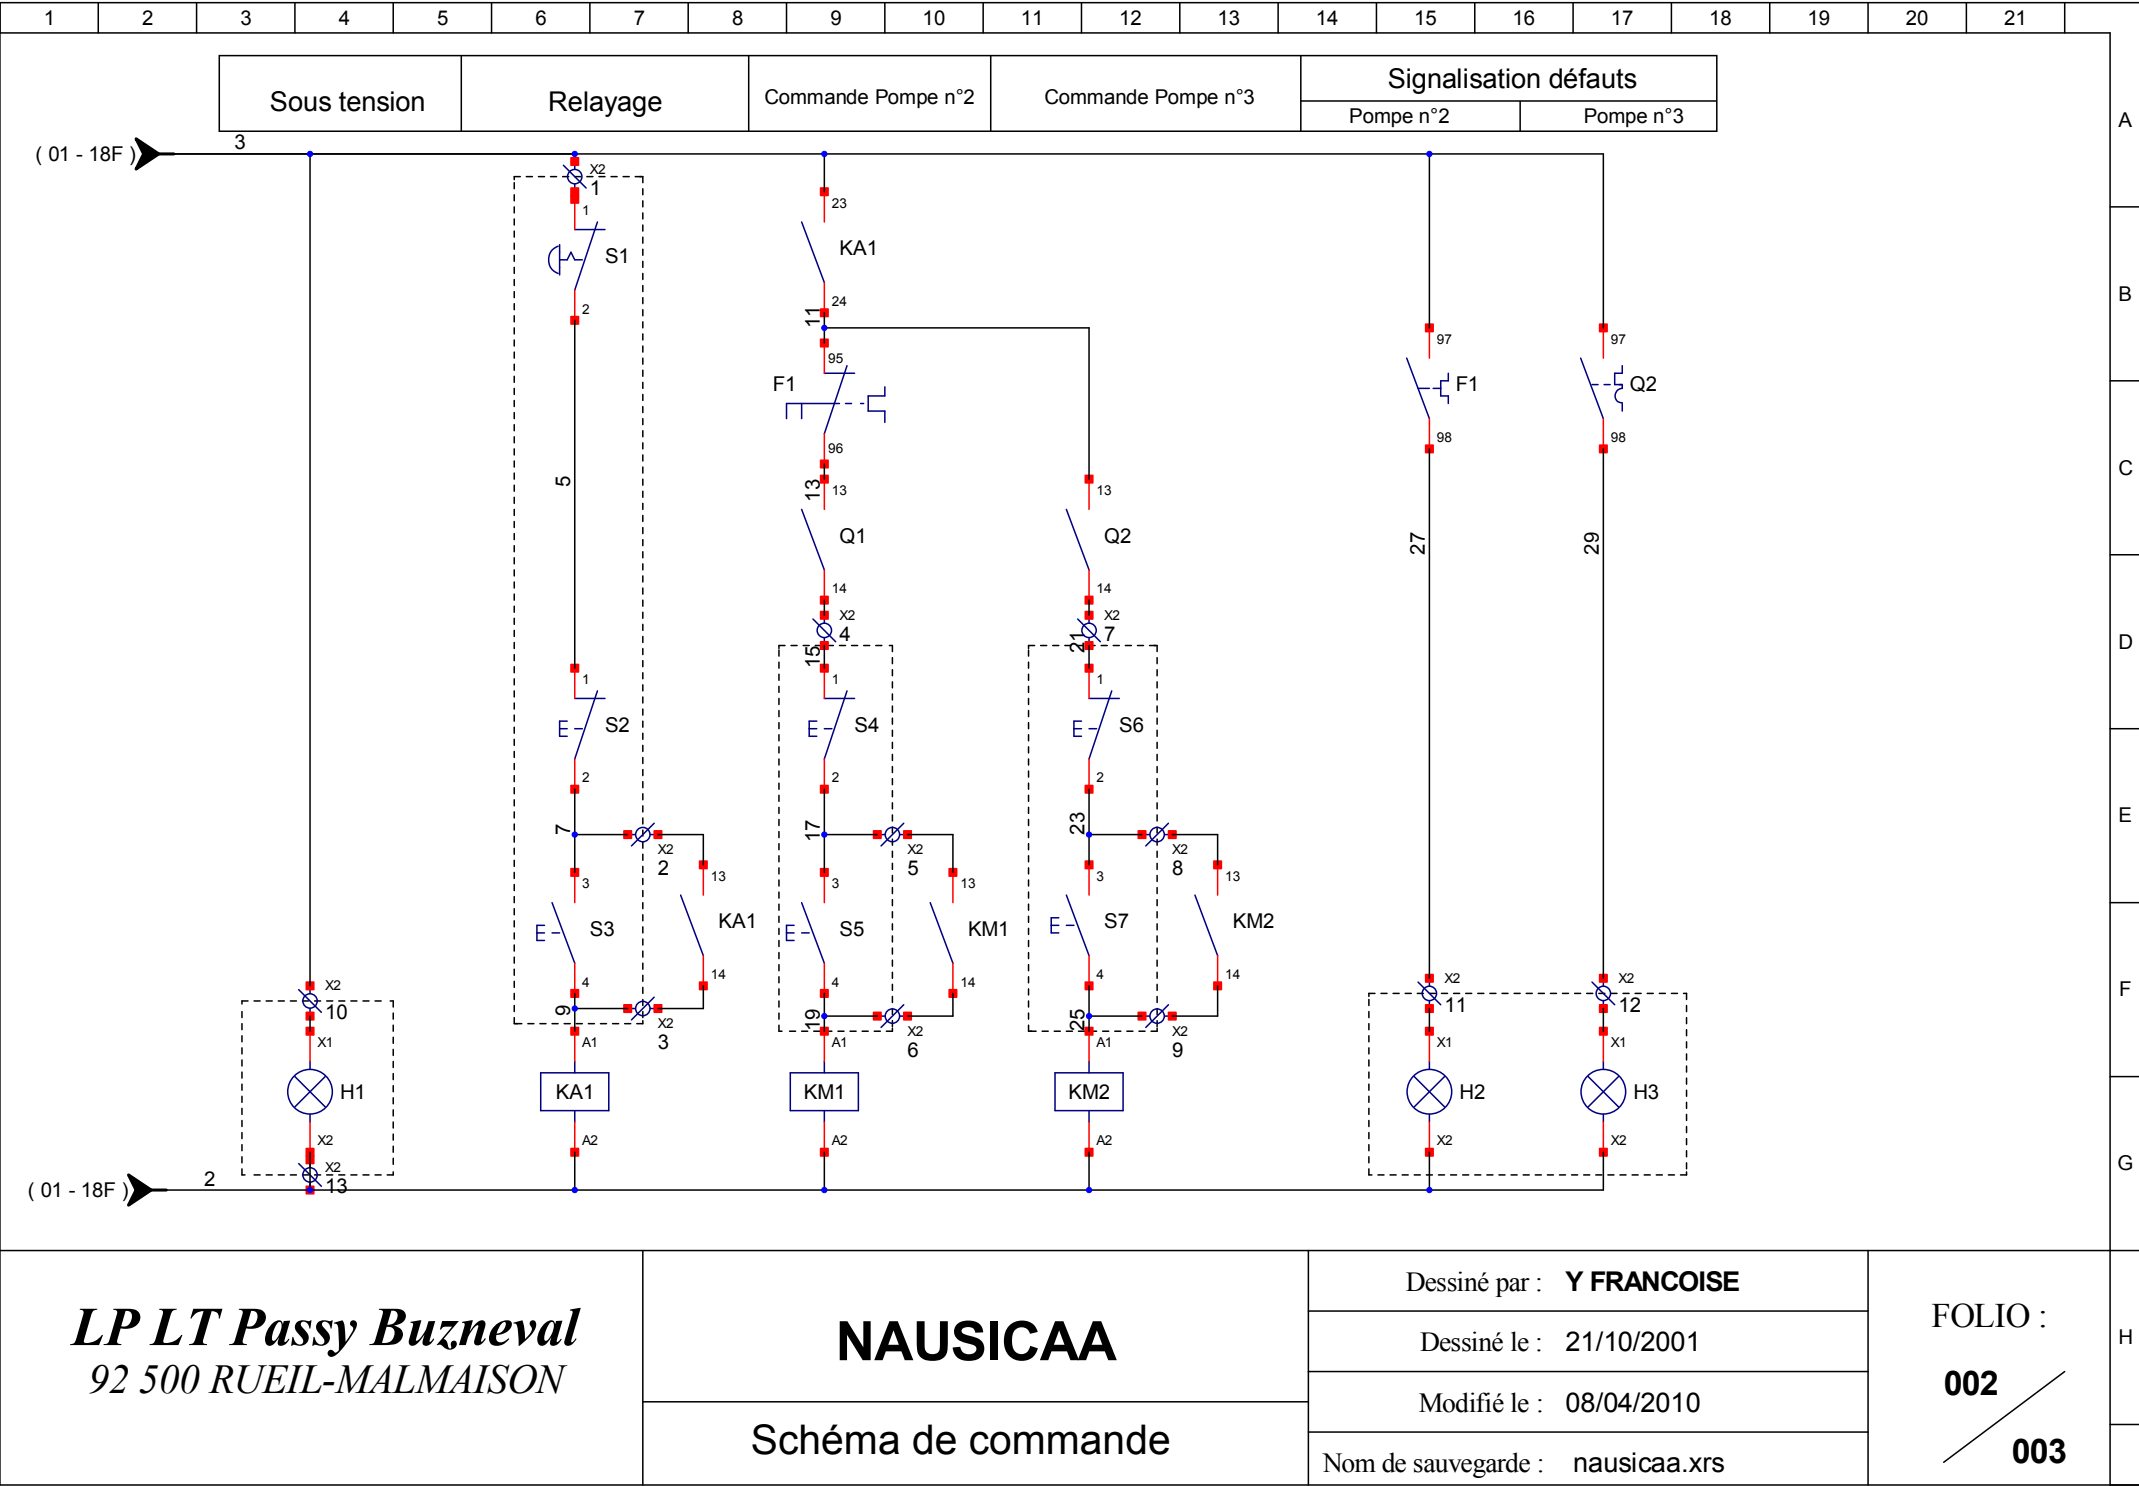 1 2 3 4 5 6 7 8 9 10 11 12 13 14 15 16 17 18 19 20 21
A
B
C
D
E
F
G
H
Sous tension
Relayage
Commande Pompe n°2
Commande Pompe n°3
Signalisation défauts
Pompe n°2
Pompe n°3
( 01 - 18F )
3
X2
1
1
S1
2
5
1
S2
2
7
X2
2
3
S3
4
13
KA1
14
9
X2
3
A1
KA1
A2
X2
10
X1
H1
X2
X2
13
23
KA1
24
11
95
F1
96
13
13
Q1
14
X2
4
15
1
S4
2
17
X2
5
3
S5
4
13
KM1
14
19
X2
6
A1
KM1
A2
13
Q2
14
X2
7
21
1
S6
2
23
X2
8
3
S7
4
13
KM2
14
25
X2
9
A1
KM2
A2
97
F1
98
27
X2
11
X1
H2
X2
97
Q2
98
29
X2
12
X1
H3
X2
( 01 - 18F )
2
LP LT Passy Buzneval
92 500 RUEIL-MALMAISON
NAUSICAA
Schéma de commande
Dessiné par : Y FRANCOISE
Dessiné le : 21/10/2001
Modifié le : 08/04/2010
Nom de sauvegarde : nausicaa.xrs
FOLIO :
002
003